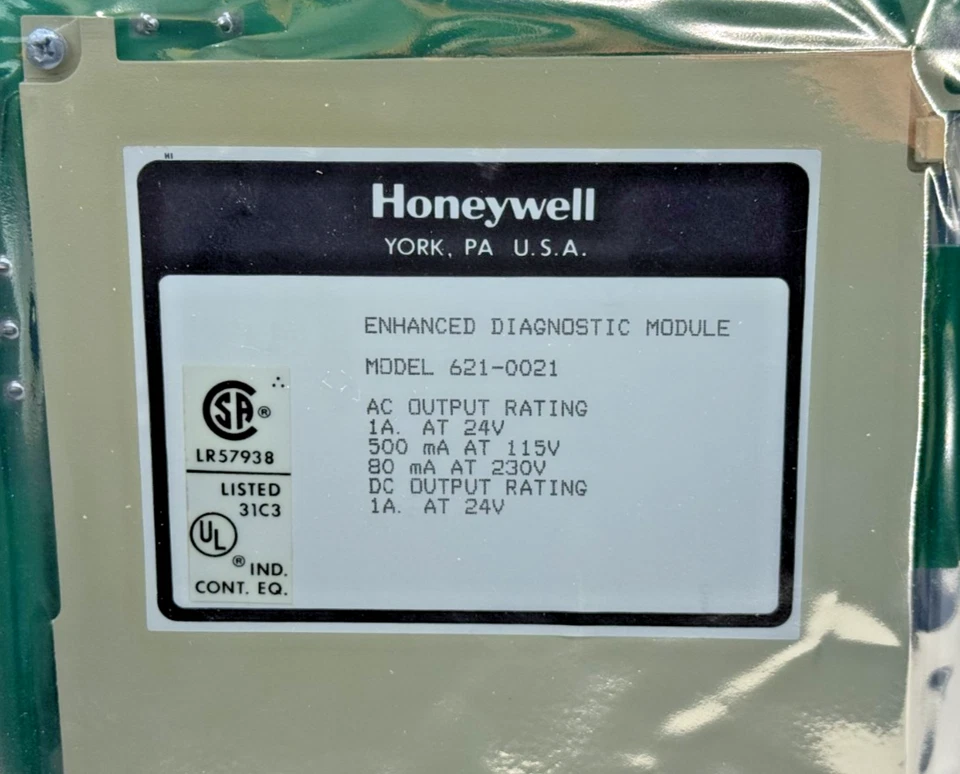 HI
Honeywell
YORK, PA U.S.A.
ENHANCED DIAGNOSTIC MODULE
MODEL 621-0021
AC OUTPUT RATING
1A. AT 24V
500 mA AT 115V
80 mA AT 230V
DC OUTPUT RATING
1A. AT 24V
SA ®
LR57938
LISTED
31C3
UL ® IND.
CONT. EQ.